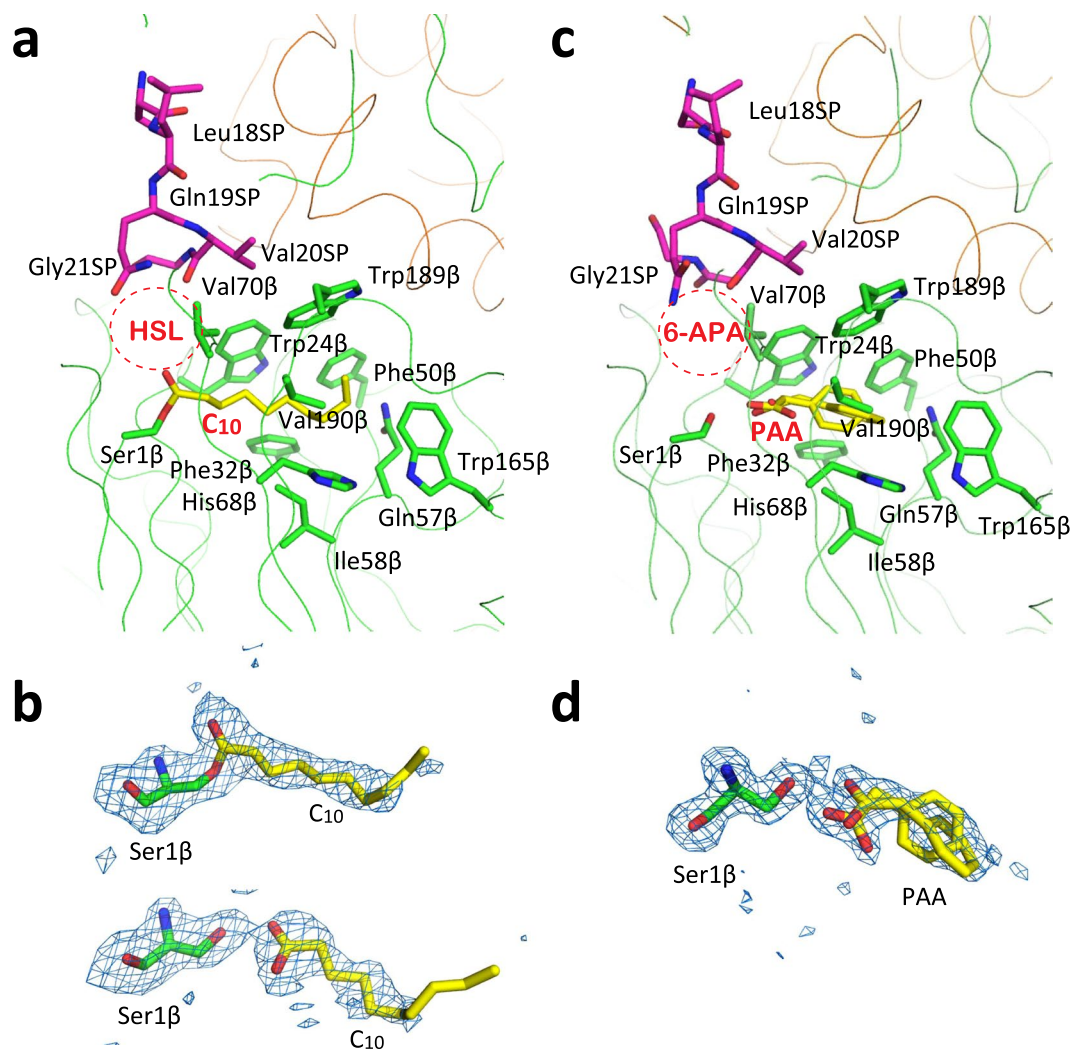 a
Leu18SP
Gln19SP
Val20SP
Gly21SP
Val70β
Trp189β
HSL
Trp24β
Phe50β
C₁₀
Val190β
Ser1β
Phe32β
Trp165β
His68β
Gln57β
Ile58β
c
Leu18SP
Gln19SP
Val20SP
Gly21SP
Val70β
Trp189β
6-APA
Trp24β
Phe50β
PAA
Val190β
Ser1β
Phe32β
His68β
Gln57β
Trp165β
Ile58β
b
C₁₀
Ser1β
Ser1β
C₁₀
d
Ser1β
PAA